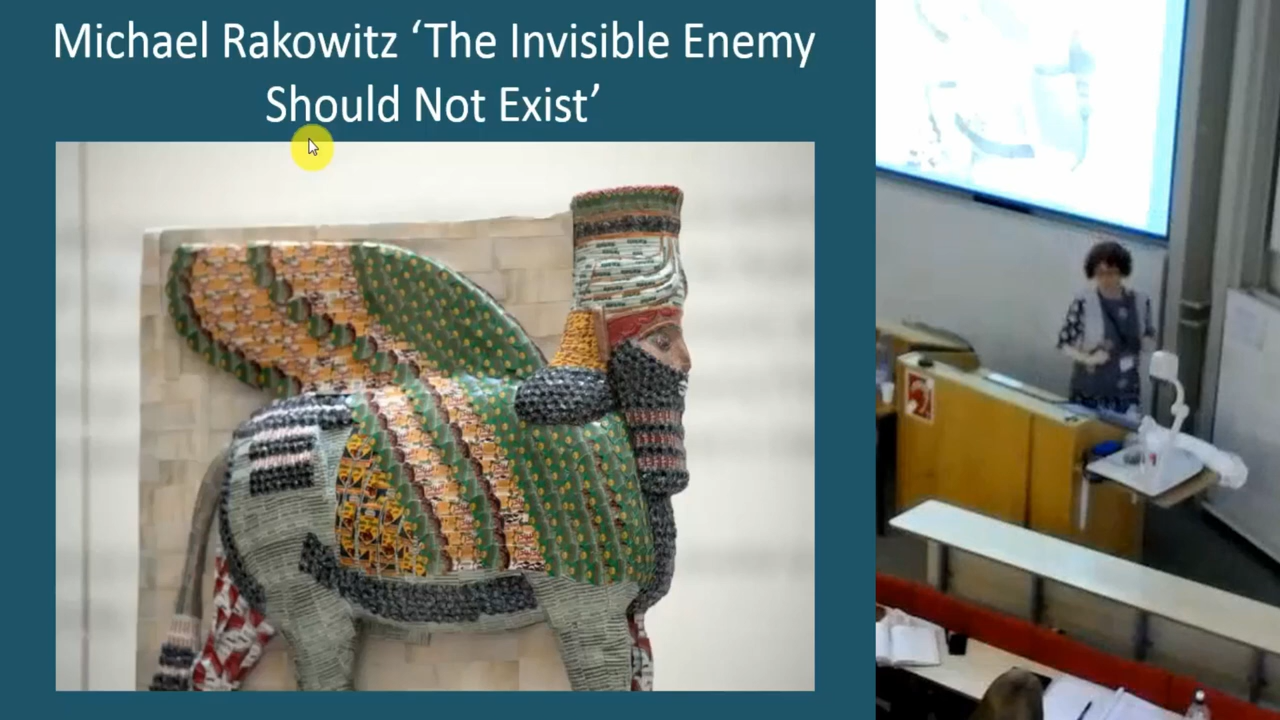 Michael Rakowitz ‘The Invisible Enemy
Should Not Exist’